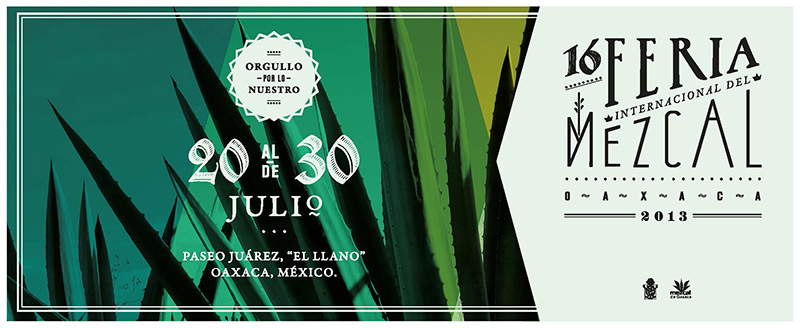 ORGULLO
POR LO
NUESTRO
20 AL DE 30
JULIO
PASEO JUÁREZ, "EL LLANO"
OAXACA, MÉXICO.
16 FERIA
INTERNACIONAL DEL
MEZCAL
O~A~X~A~C~A
2013
mezcal